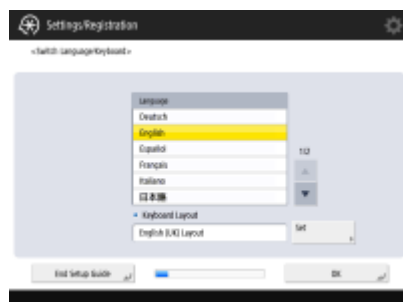 Settings/Registration
<Switch Language/Keyboard>
Language
Deutsch
English
Español
Français
Italiano
日本語
1/2
Keyboard Layout
English (UK) Layout
Set
End Setup Guide
OK